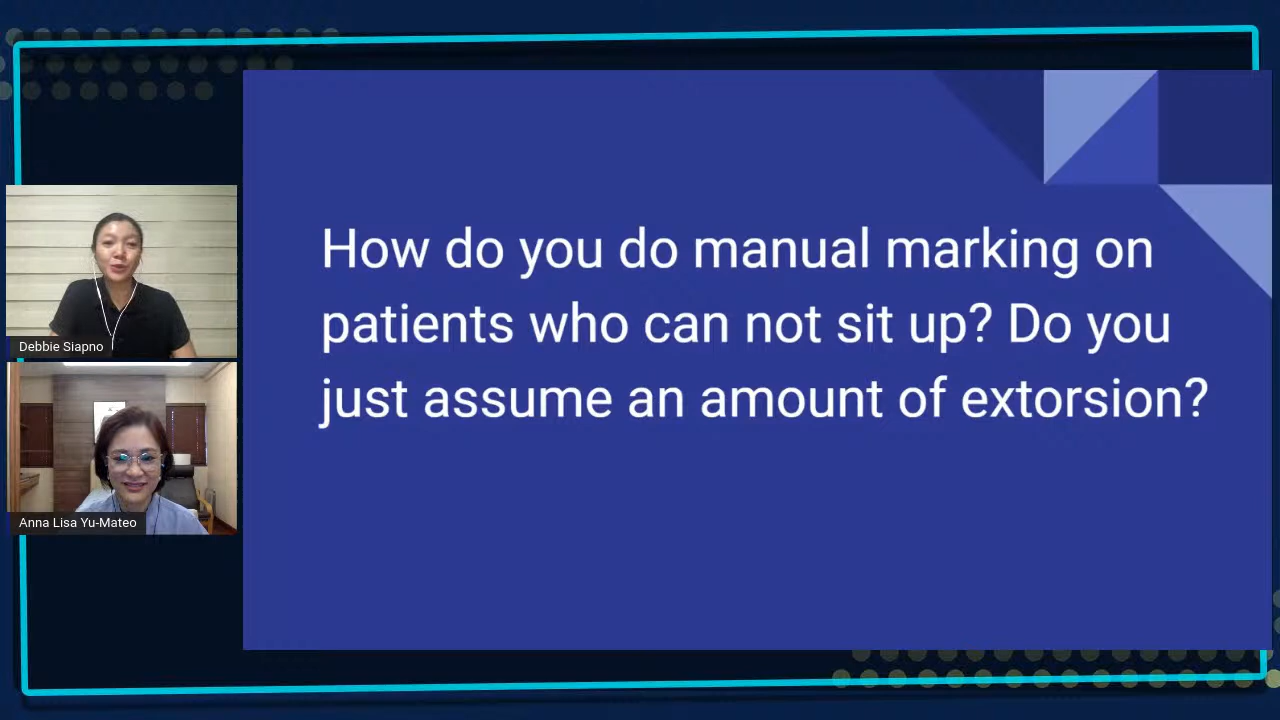 How do you do manual marking on
patients who can not sit up? Do you
just assume an amount of extorsion?
Debbie Siapno
Anna Lisa Yu-Mateo